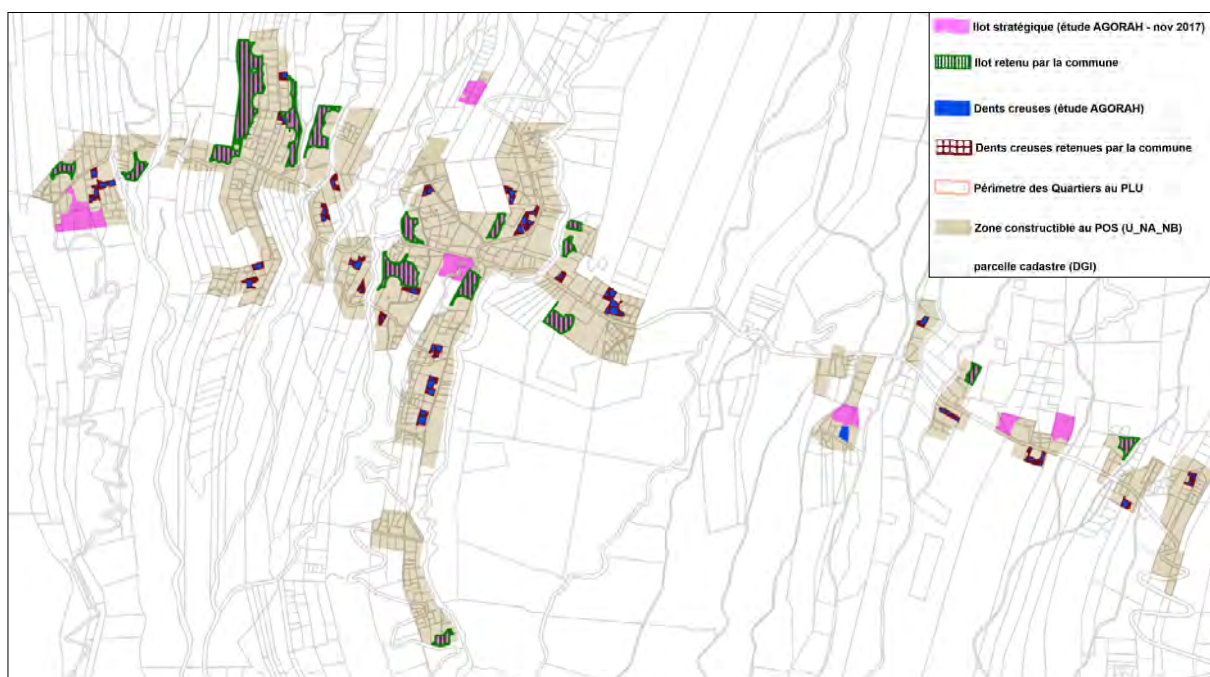 Ilot stratégique (étude AGORAH - nov 2017)
Ilot retenu par la commune
Dents creuses (étude AGORAH)
Dents creuses retenues par la commune
Périmetre des Quartiers au PLU
Zone constructible au POS (U_NA_NB)
parcelle cadastre (DGI)